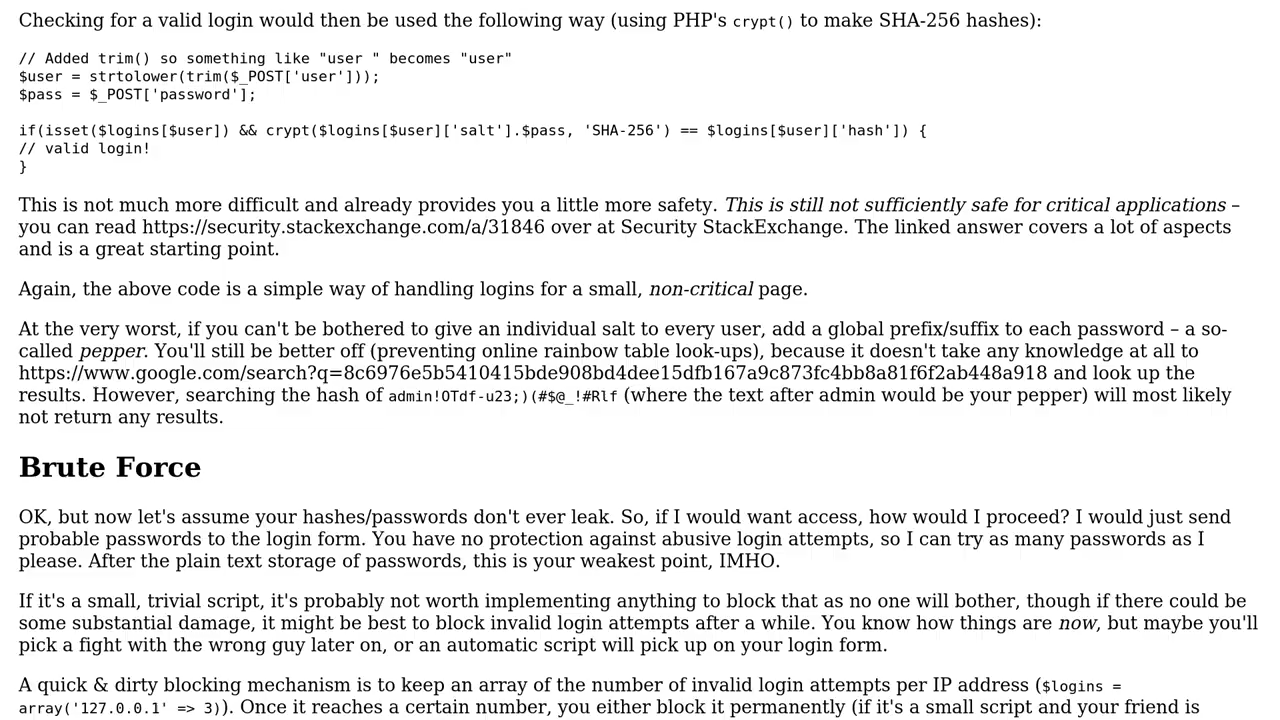 Checking for a valid login would then be used the following way (using PHP's crypt() to make SHA-256 hashes):
// Added trim() so something like "user " becomes "user"
$user = strtolower(trim($_POST['user']));
$pass = $_POST['password'];
if(isset($logins[$user]) && crypt($logins[$user]['salt'].$pass, 'SHA-256') == $logins[$user]['hash']) {
// valid login!
}
This is not much more difficult and already provides you a little more safety. This is still not sufficiently safe for critical applications –
you can read https://security.stackexchange.com/a/31846 over at Security StackExchange. The linked answer covers a lot of aspects
and is a great starting point.
Again, the above code is a simple way of handling logins for a small, non-critical page.
At the very worst, if you can't be bothered to give an individual salt to every user, add a global prefix/suffix to each password – a so-
called pepper. You'll still be better off (preventing online rainbow table look-ups), because it doesn't take any knowledge at all to
https://www.google.com/search?q=8c6976e5b5410415bde908bd4dee15dfb167a9c873fc4bb8a81f6f2ab448a918 and look up the
results. However, searching the hash of admin!OTdf-u23;)(#$@_!#Rlf (where the text after admin would be your pepper) will most likely
not return any results.
Brute Force
OK, but now let's assume your hashes/passwords don't ever leak. So, if I would want access, how would I proceed? I would just send
probable passwords to the login form. You have no protection against abusive login attempts, so I can try as many passwords as I
please. After the plain text storage of passwords, this is your weakest point, IMHO.
If it's a small, trivial script, it's probably not worth implementing anything to block that as no one will bother, though if there could be
some substantial damage, it might be best to block invalid login attempts after a while. You know how things are now, but maybe you'll
pick a fight with the wrong guy later on, or an automatic script will pick up on your login form.
A quick & dirty blocking mechanism is to keep an array of the number of invalid login attempts per IP address ($logins =
array('127.0.0.1' => 3)). Once it reaches a certain number, you either block it permanently (if it's a small script and your friend is